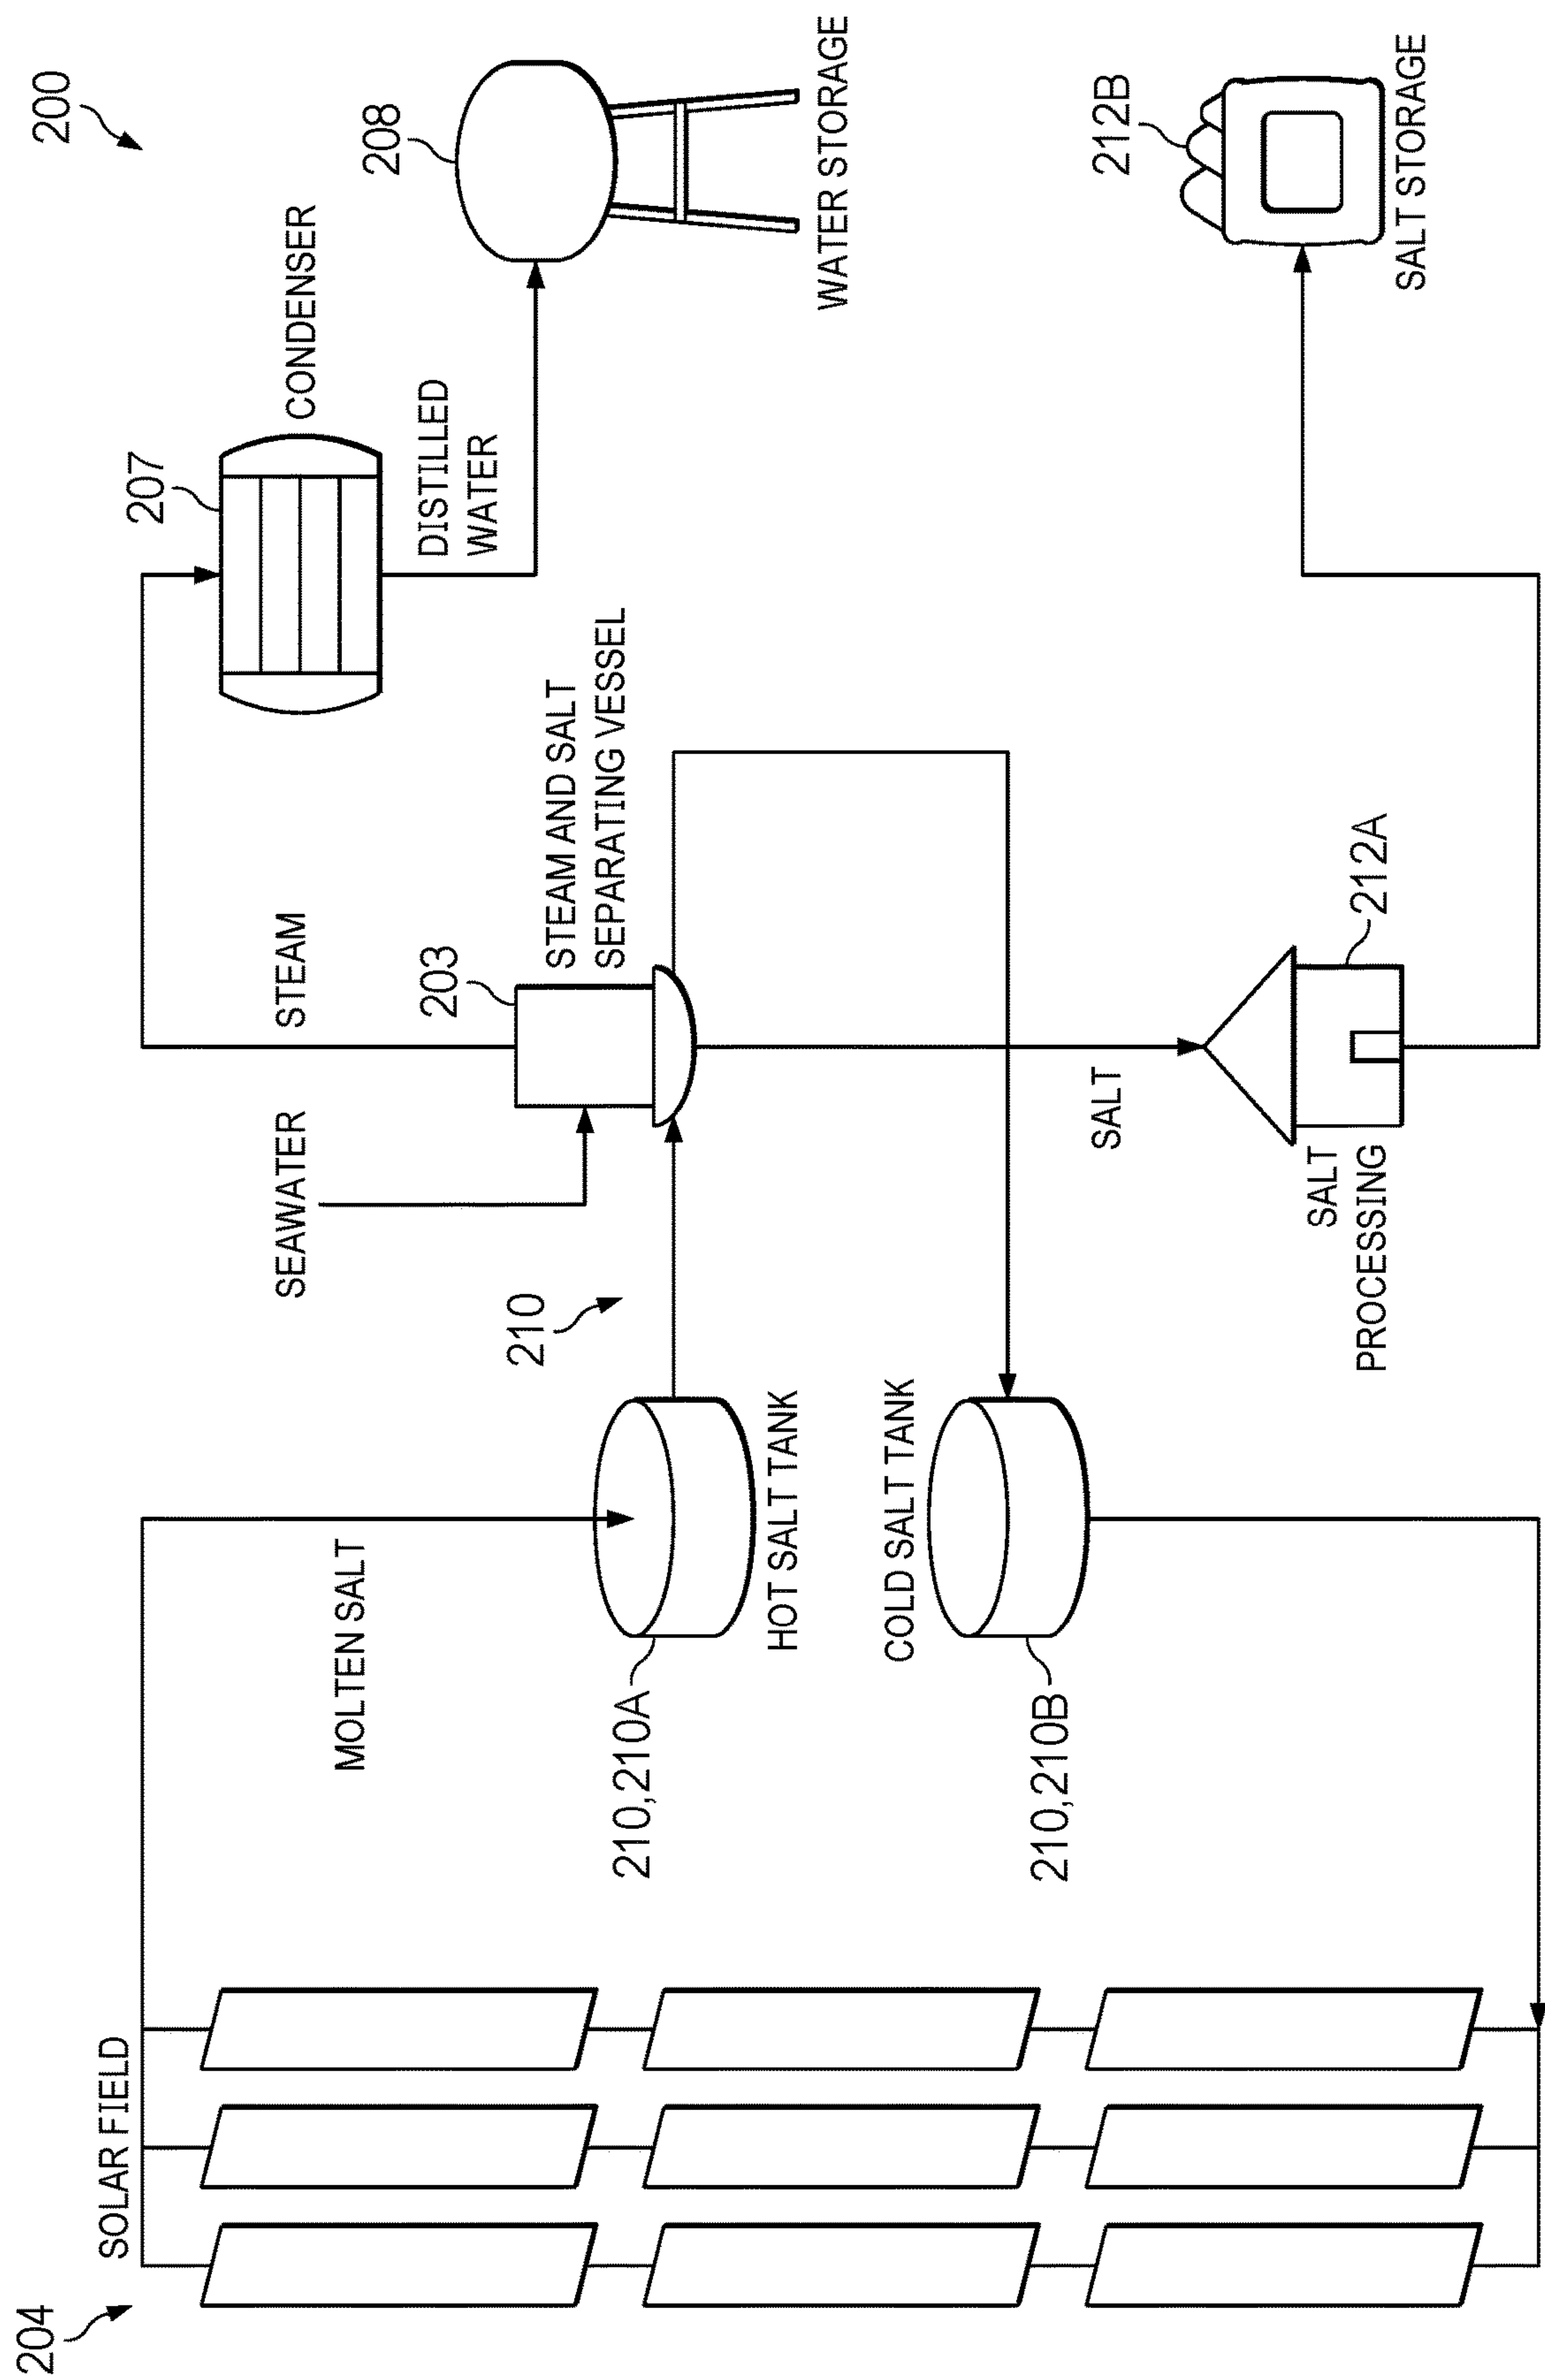 200
204
SOLAR FIELD
MOLTEN SALT
210,210A
HOT SALT TANK
210
COLD SALT TANK
210,210B
SEAWATER
STEAM
203
STEAM AND SALT
SEPARATING VESSEL
207
CONDENSER
DISTILLED
WATER
208
WATER STORAGE
SALT
SALT
PROCESSING
212A
212B
SALT STORAGE